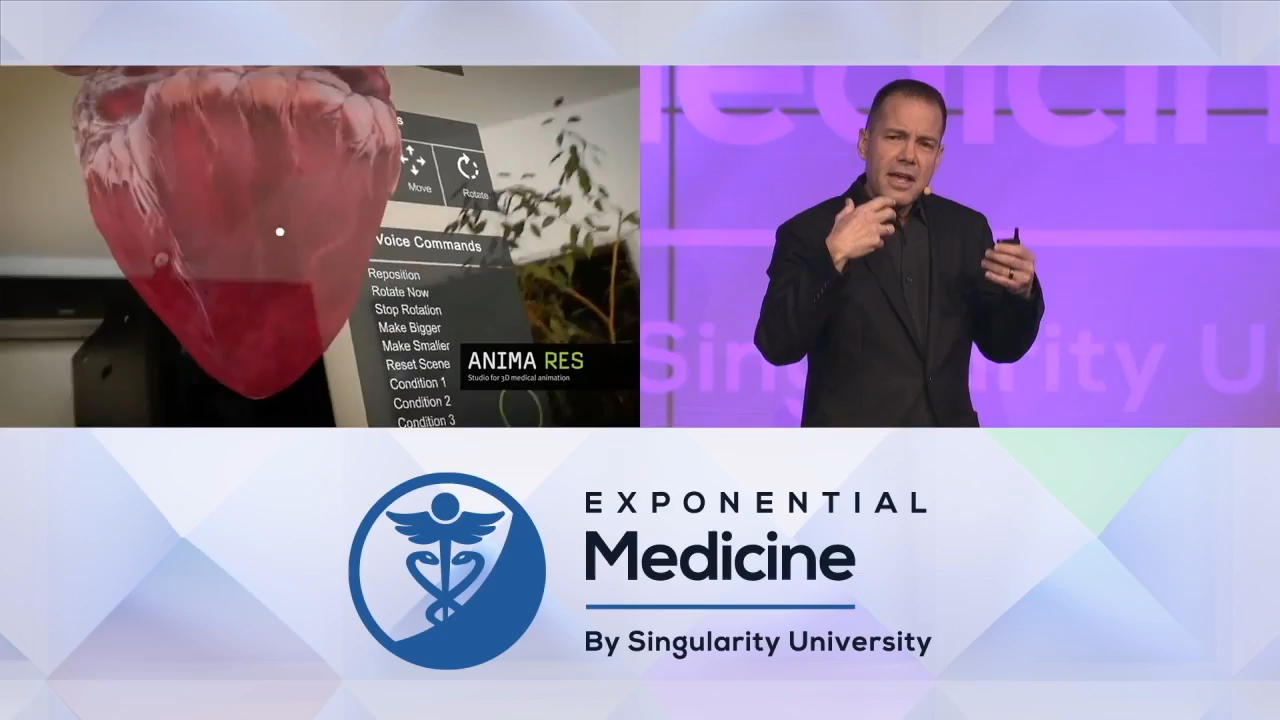 Move
Rotate
Voice Commands
Reposition
Rotate Now
Stop Rotation
Make Bigger
Make Smaller
Reset Scene
Condition 1
Condition 2
Condition 3
ANIMA RES
Studio for 3D medical animation
EXPONENTIAL
Medicine
By Singularity University